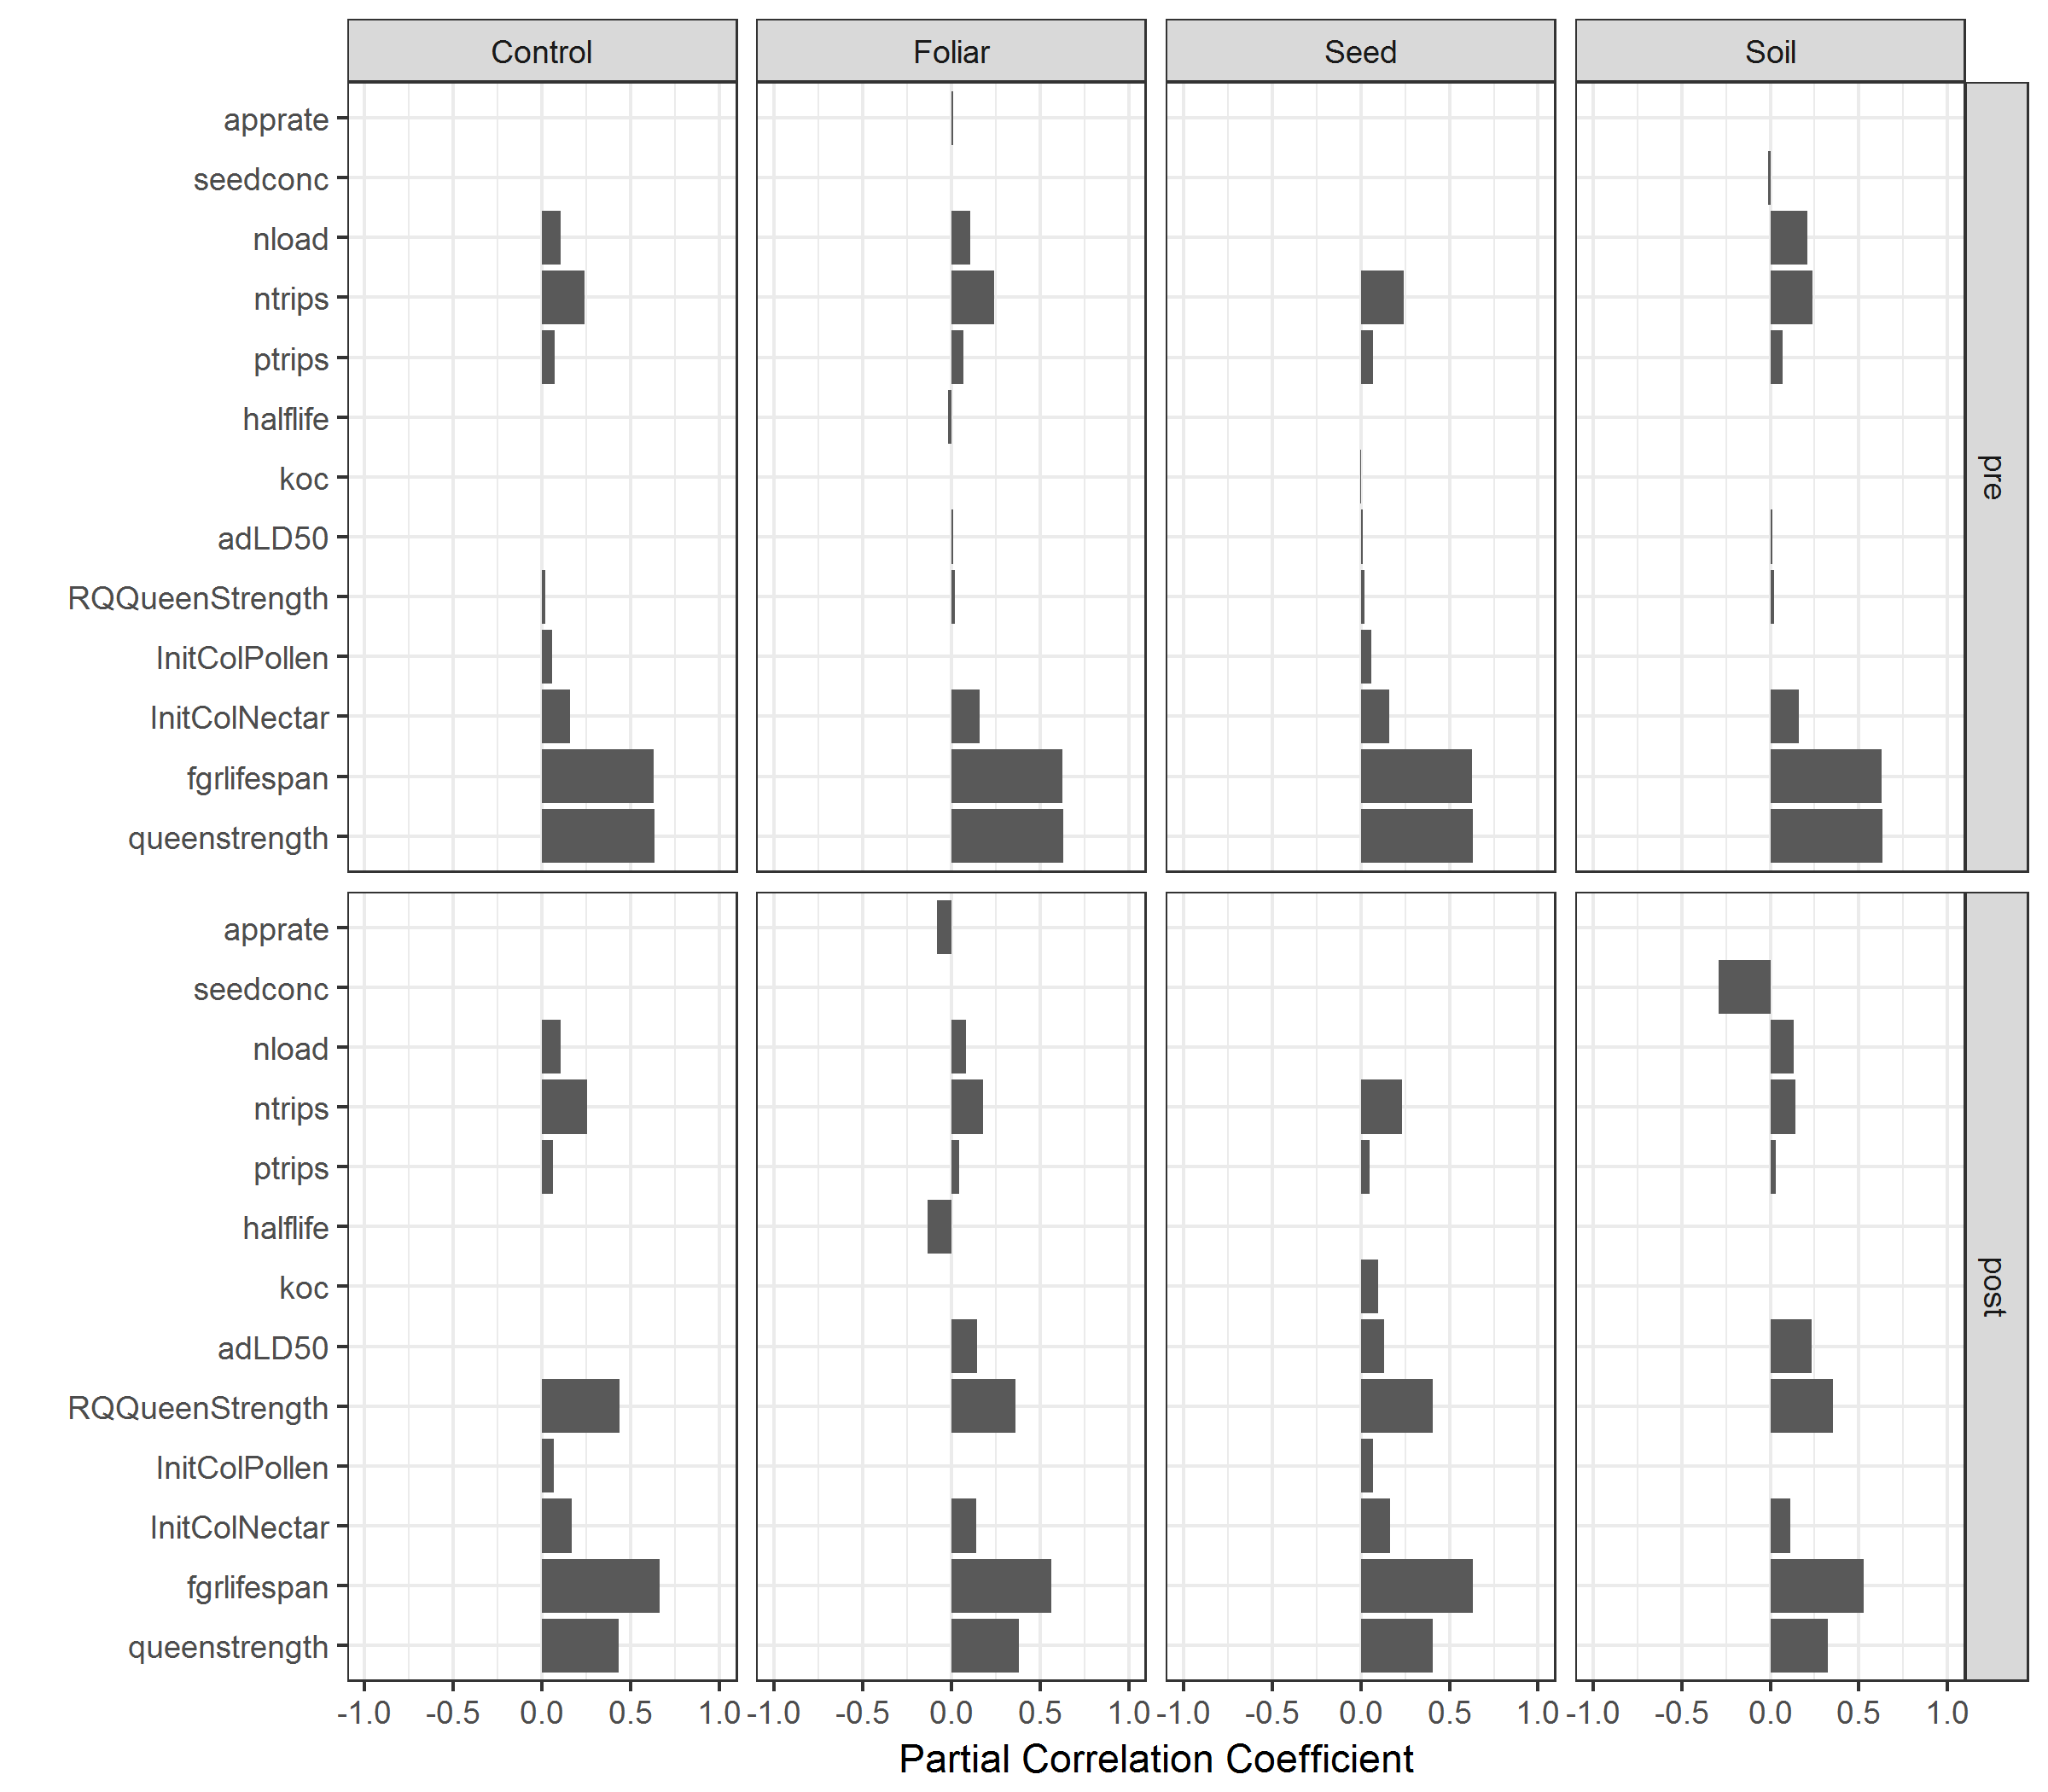 Control Foliar Seed Soil
apprate
seedconc
nload
ntrips
ptrips
halflife
koc
adLD50
RQQueenStrength
InitColPollen
InitColNectar
fgrlifespan
queenstrength
pre
apprate
seedconc
nload
ntrips
ptrips
halflife
koc
adLD50
RQQueenStrength
InitColPollen
InitColNectar
fgrlifespan
queenstrength
post
-1.0 -0.5 0.0 0.5 1.0 -1.0 -0.5 0.0 0.5 1.0 -1.0 -0.5 0.0 0.5 1.0 -1.0 -0.5 0.0 0.5 1.0
Partial Correlation Coefficient